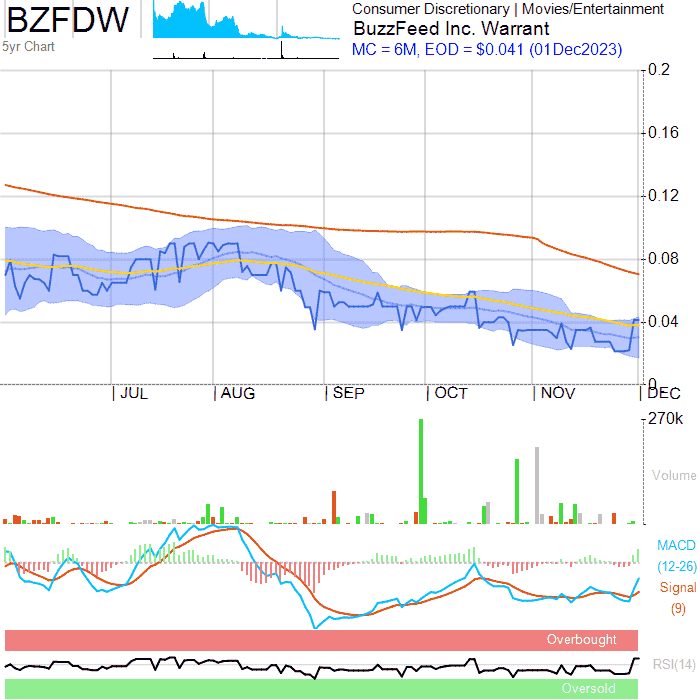 BZFDW
5yr Chart
Consumer Discretionary | Movies/Entertainment
BuzzFeed Inc. Warrant
MC = 6M, EOD = $0.041 (01Dec2023)
0.2
0.16
0.12
0.08
0.04
0
JUL AUG SEP OCT NOV DEC
270k
Volume
MACD
(12-26)
Signal
(9)
Overbought
RSI(14)
Oversold